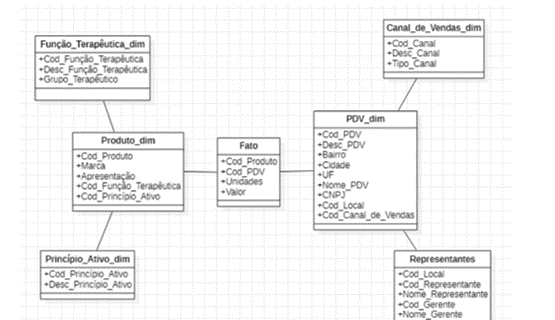 Função_Terapêutica_dim
+Cod_Função_Terapêutica
+Desc_Função_Terapêutica
+Grupo_Terapêutico
Canal_de_Vendas_dim
+Cod_Canal
+Desc_Canal
+Tipo_Canal
Produto_dim
+Cod_Produto
+Marca
+Apresentação
+Cod_Função_Terapêutica
+Cod_Princípio_Ativo
Fato
+Cod_Produto
+Cod_PDV
+Unidades
+Valor
PDV_dim
+Cod_PDV
+Desc_PDV
+Bairro
+Cidade
+UF
+Nome_PDV
+CNPJ
+Cod_Local
+Cod_Canal_de_Vendas
Princípio_Ativo_dim
+Cod_Princípio_Ativo
+Desc_Princípio_Ativo
Representantes
+Cod_Local
+Cod_Representante
+Nome_Representante
+Cod_Gerente
+Nome_Gerente